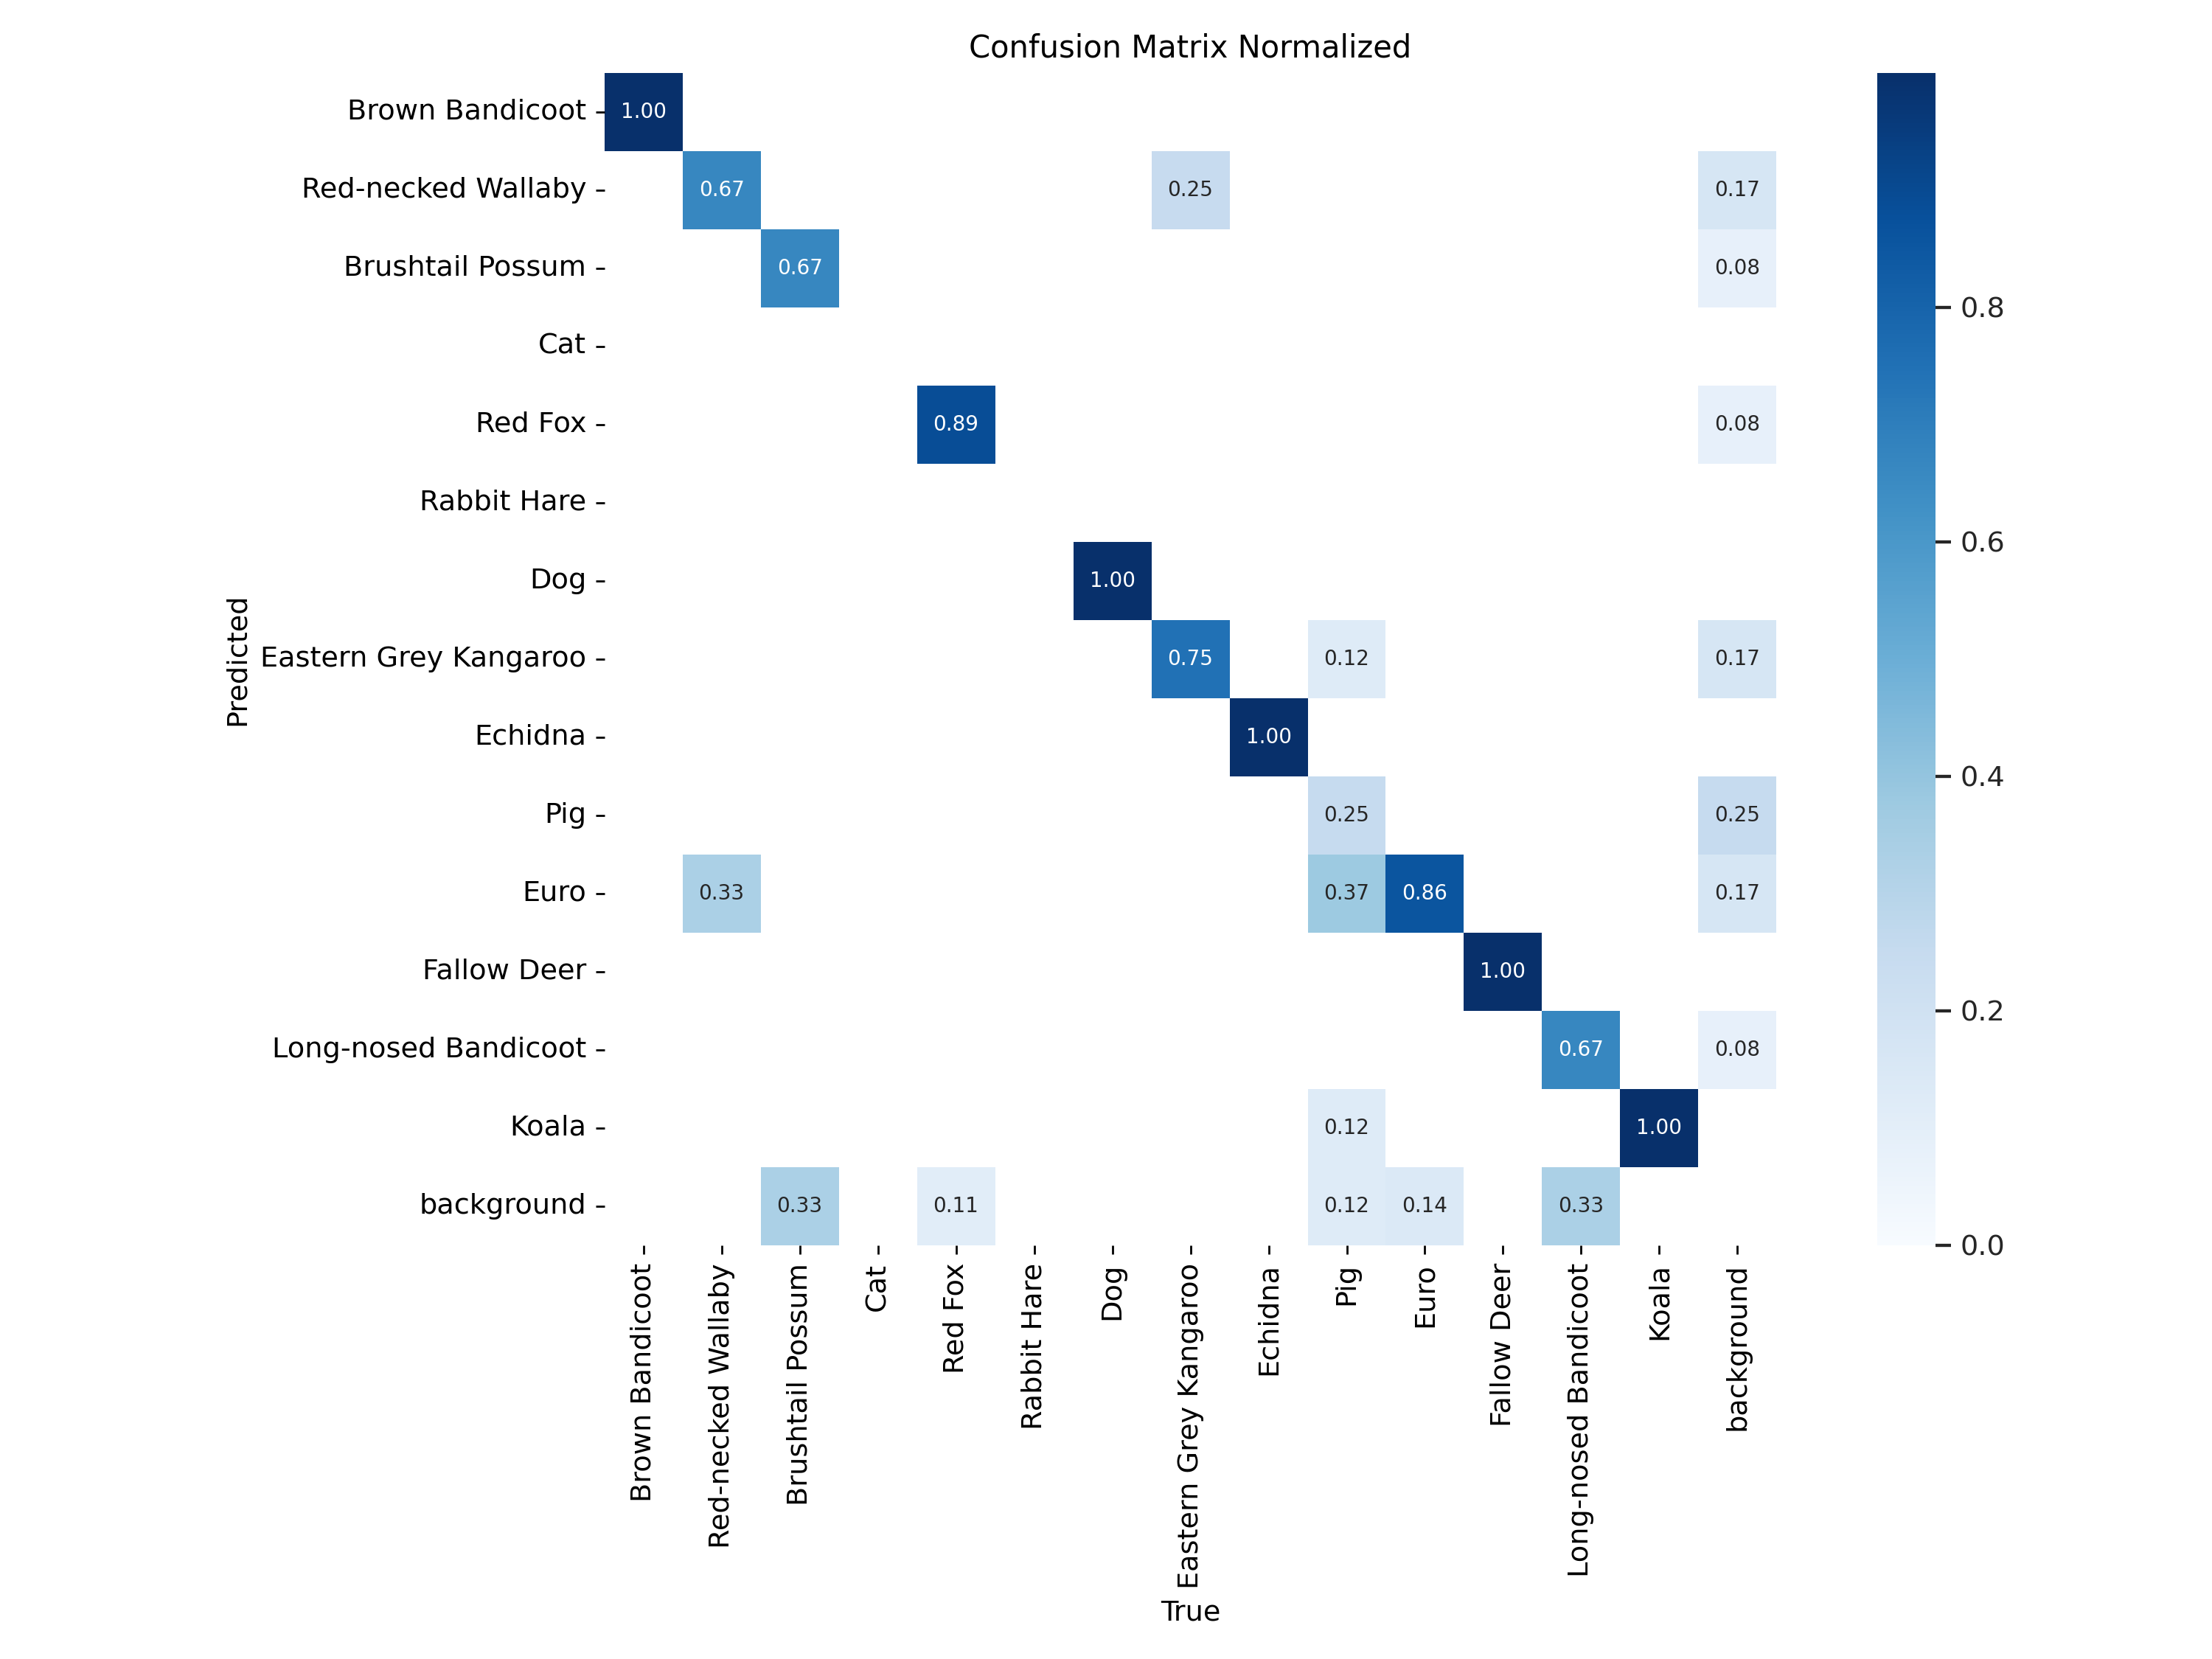 Confusion Matrix Normalized
Brown Bandicoot
1.00
Red-necked Wallaby
0.67
0.25
0.17
Brushtail Possum
0.67
0.08
Cat
Red Fox
0.89
0.08
Rabbit Hare
Dog
1.00
Eastern Grey Kangaroo
0.75
0.12
0.17
Echidna
1.00
Pig
0.25
0.25
Euro
0.33
0.37
0.86
0.17
Fallow Deer
1.00
Long-nosed Bandicoot
0.67
0.08
Koala
0.12
1.00
background
0.33
0.11
0.12
0.14
0.33
Predicted
Brown Bandicoot
Red-necked Wallaby
Brushtail Possum
Cat
Red Fox
Rabbit Hare
Dog
Eastern Grey Kangaroo
Echidna
Pig
Euro
Fallow Deer
Long-nosed Bandicoot
Koala
background
True
0.8
0.6
0.4
0.2
0.0